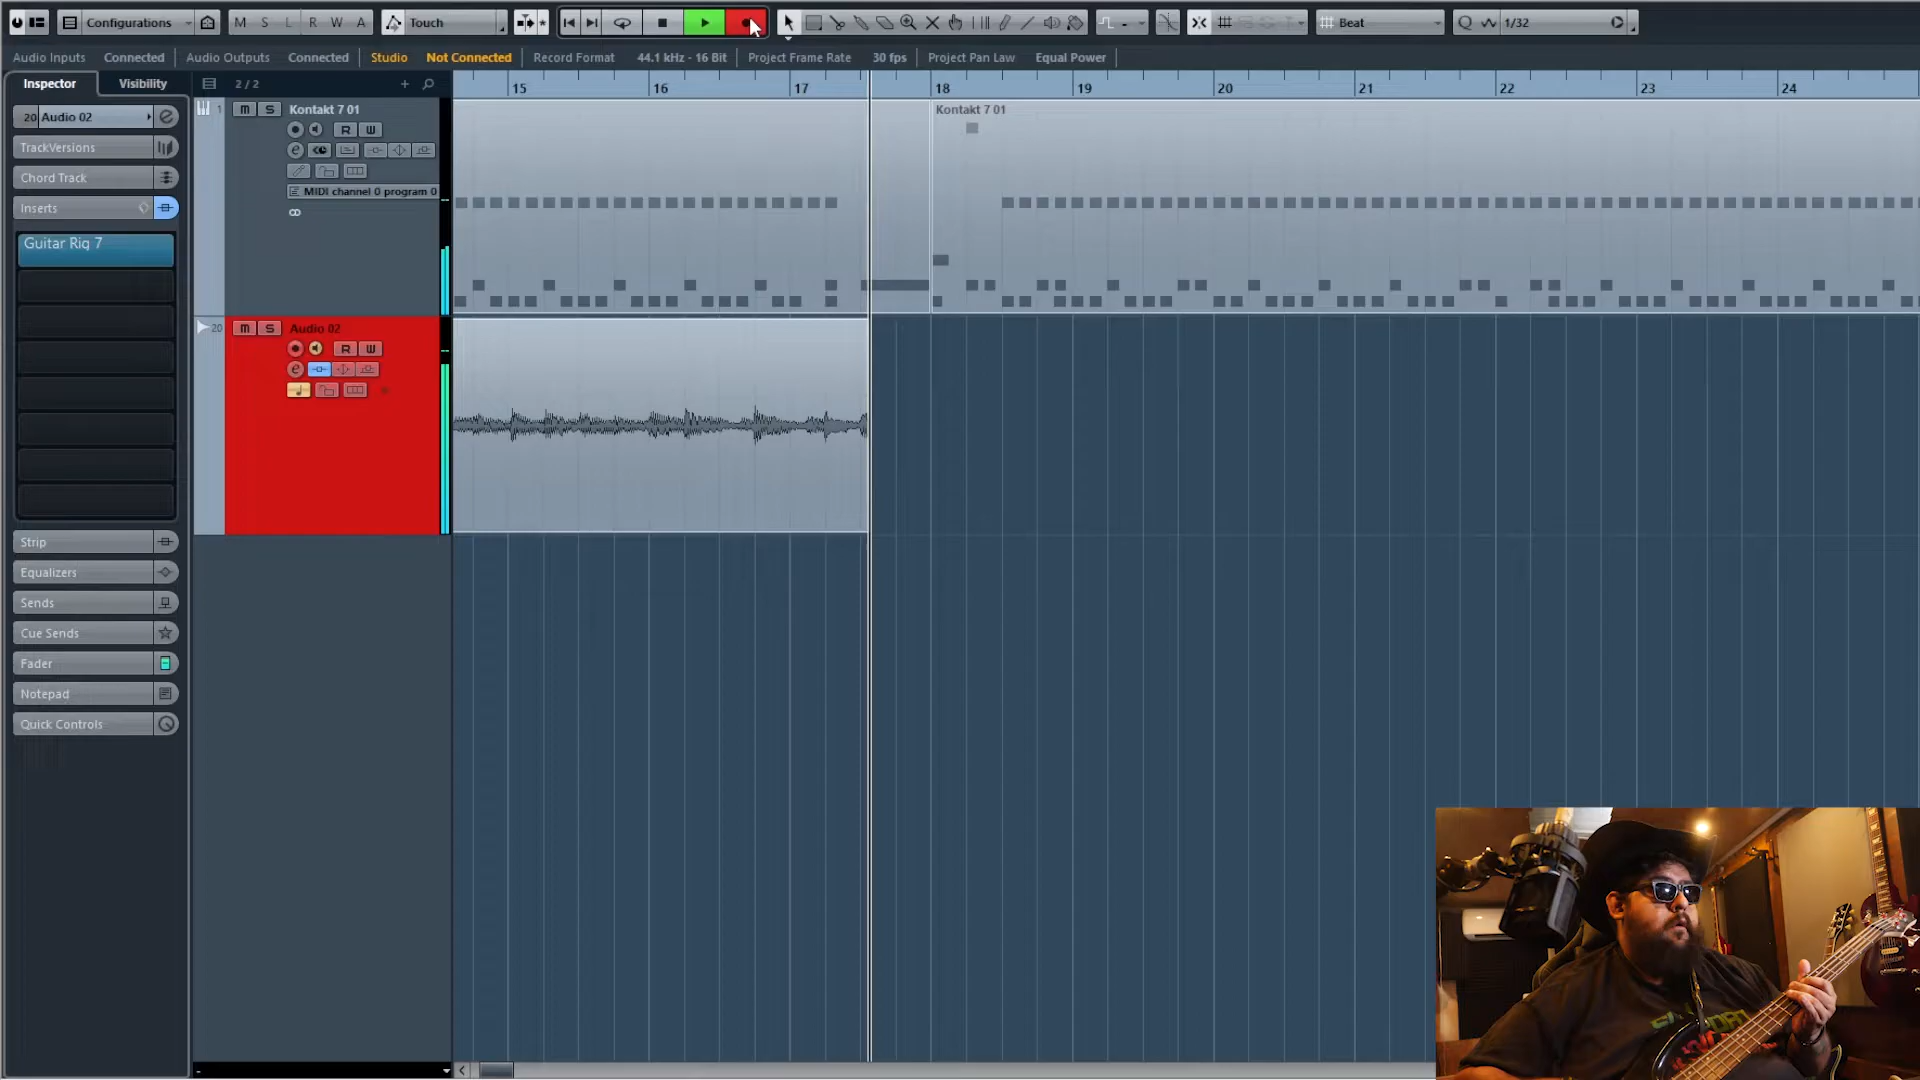 Configurations
M S L R W A
Touch
Beat
Q
1/32
Audio Inputs Connected Audio Outputs Connected Studio Not Connected Record Format 44.1 kHz - 16 Bit Project Frame Rate 30 fps Project Pan Law Equal Power
Inspector Visibility
2 / 2
15 16 17 18 19 20 21 22 23 24
20 Audio 02
TrackVersions
Chord Track
Inserts
Guitar Rig 7
Strip
Equalizers
Sends
Cue Sends
Fader
Notepad
Quick Controls
1 m S Kontakt 7 01
R W
e
MIDI channel 0 program 0
20 m S Audio 02
R W
e
Kontakt 7 01